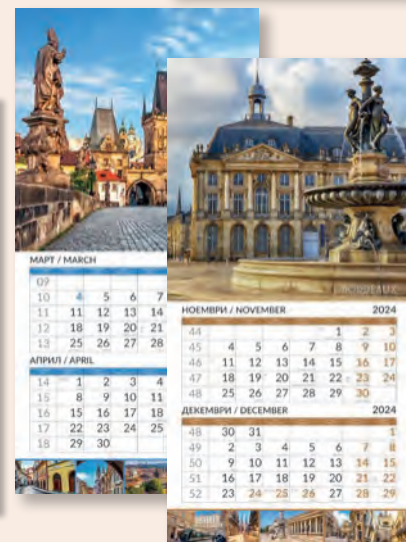 МАРТ / MARCH
09
10 4 5 6 7
11 11 12 13 14
12 18 19 20 21
13 25 26 27 28
АПРИЛ / APRIL
14 1 2 3 4
15 8 9 10 11
16 15 16 17 18
17 22 23 24 25
18 29 30
BORDEAUX
НОЕМВРИ / NOVEMBER 2024
44 1 2 3
45 4 5 6 7 8 9 10
46 11 12 13 14 15 16 17
47 18 19 20 21 22 23 24
48 25 26 27 28 29 30
ДЕКЕМВРИ / DECEMBER 2024
48 30 31 1
49 2 3 4 5 6 7 8
50 9 10 11 12 13 14 15
51 16 17 18 19 20 21 22
52 23 24 25 26 27 28 29